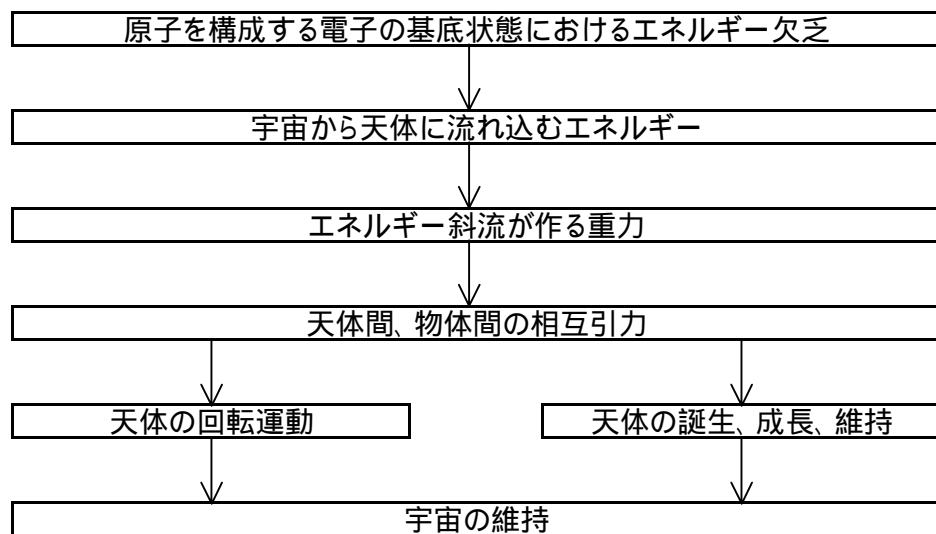 原子を構成する電子の基底状態におけるエネルギー欠乏
宇宙から天体に流れ込むエネルギー
エネルギー斜流が作る重力
天体間、物体間の相互引力
天体の回転運動
天体の誕生、成長、維持
宇宙の維持